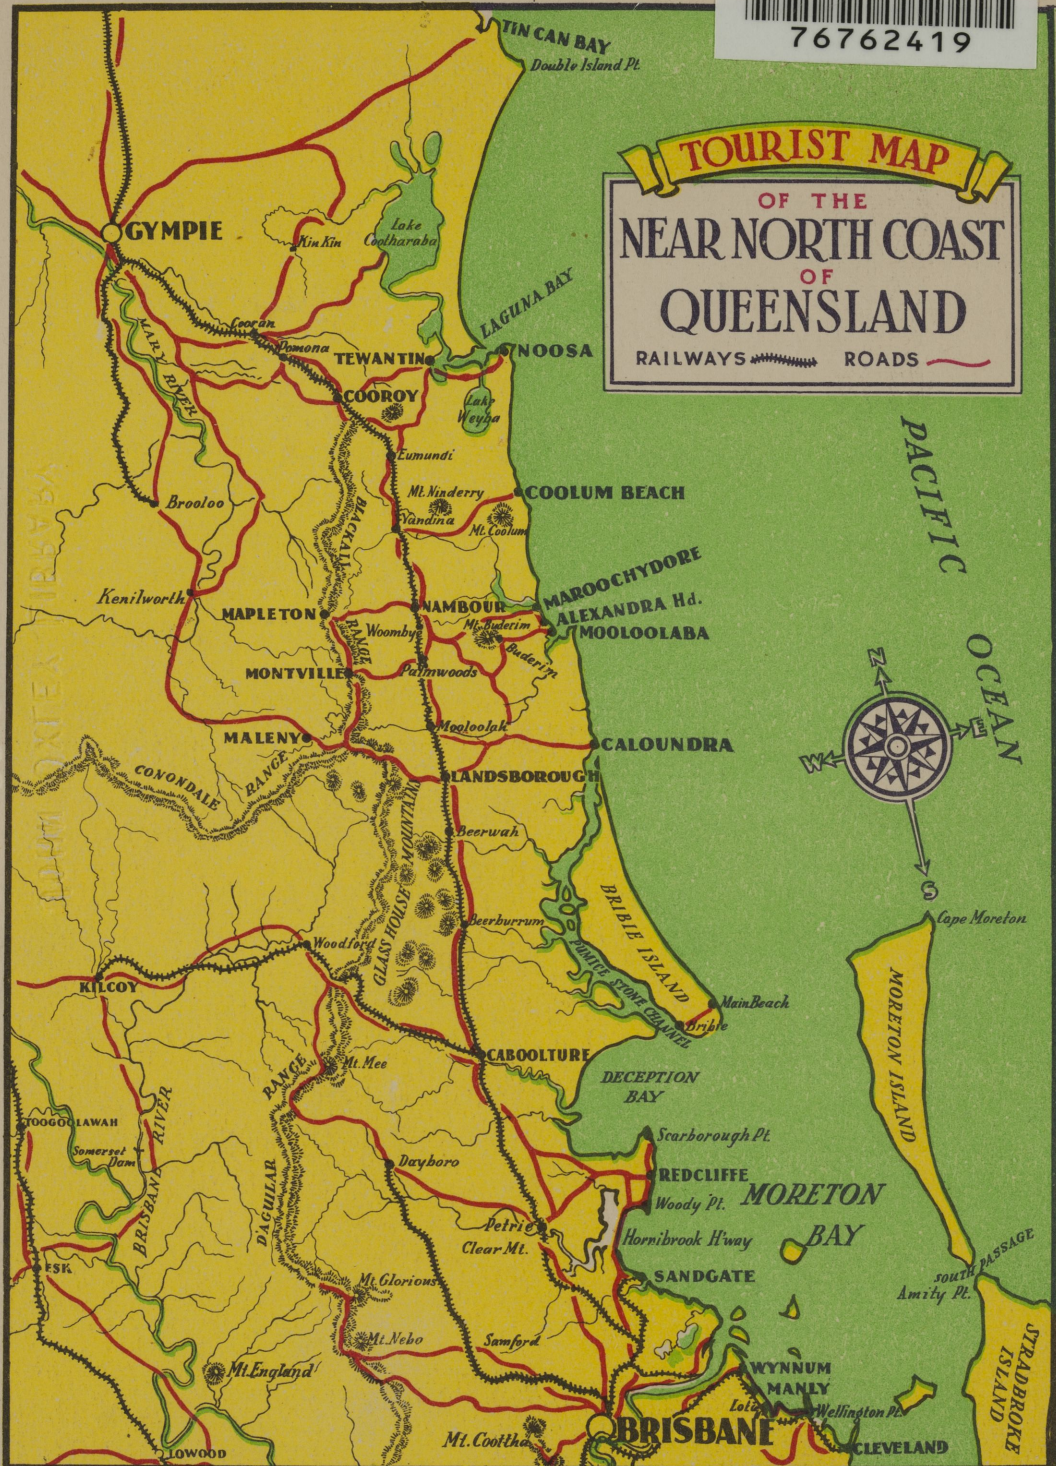 76762419
TIN CAN BAY
Double Island Pt.
TOURIST MAP
OF THE
NEAR NORTH COAST
OF
QUEENSLAND
RAILWAYS
ROADS
GYMPIE
Kin Kin
Lake
Cootharaba
LAGUNA BAY
Cooran
Pomona
MARY RIVER
TEWANTIN
NOOSA
COOROY
Lake
Weyba
PACIFIC OCEAN
Eumundi
Mt. Ninderry
COOLUM BEACH
Brooloo
Yandina
Mt. Coolum
BLACKALL RANGE
MAROOCHYDORE
Kenilworth
MAPLETON
NAMBOUR
ALEXANDRA Hd.
Woomby
Mt. Buderim
MOOLOOLABA
Buderim
MONTVILLE
Palmwoods
N
E
W
S
MALENY
Mooloolah
CALOUNDRA
CONONDALE RANGE
LANDSBOROUGH
GLASS HOUSE MOUNTAINS
Beerwah
BRIBIE ISLAND
Beerburrum
Cape Moreton
Woodford
PUMICE STONE CHANNEL
MORETON ISLAND
KILCOY
Main Beach
Bribie
CABOOLTURE
Mt. Mee
DECEPTION
BAY
RANGE
D'AGUILAR
TOOGOOLAWAH
Somerset
Dam
BRISBANE RIVER
Scarborough Pt.
Dayboro
REDCLIFFE
Woody Pt.
MORETON
BAY
Petrie
Clear Mt.
Hornibrook H'way
SOUTH PASSAGE
ESK
SANDGATE
Amity Pt.
Mt. Glorious
Mt. Nebo
Samford
STRADBROKE
ISLAND
Mt. England
WYNNUM
MANLY
Lota
Wellington Pt.
BRISBANE
Mt. Coottha
CLEVELAND
LOWOOD